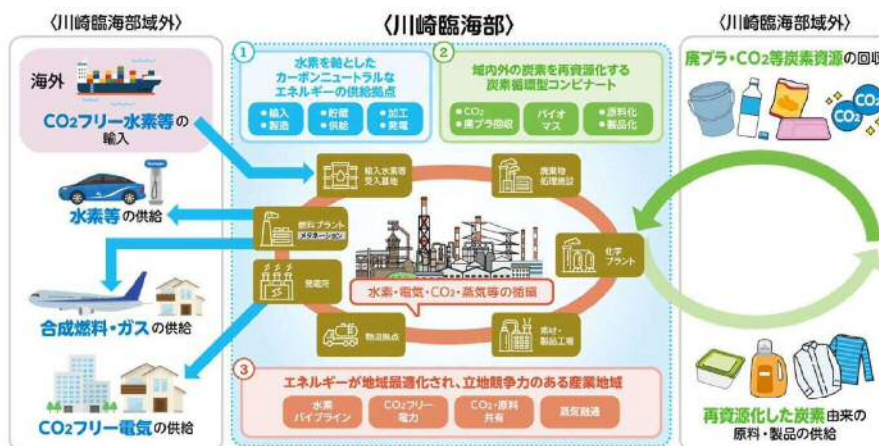 〈川崎臨海部域外〉
海外
CO2フリー水素等の
輸入
水素等の供給
合成燃料・ガスの供給
CO2フリー電気の供給
〈川崎臨海部〉
1
水素を軸とした
カーボンニュートラルな
エネルギーの供給拠点
●輸入
●製造
●貯蔵
●供給
●加工
●発電
2
域内外の炭素を再資源化する
炭素循環型コンビナート
●CO2
●廃プラ回収
バイオ
マス
●原料化
●製品化
輸入水素等
受入基地
廃棄物
処理施設
燃料プラント
メタネーション
化学
プラント
発電所
水素・電気・CO2・蒸気等の循環
物流拠点
素材・
製品工場
3
エネルギーが地域最適化され、立地競争力のある産業地域
水素
パイプライン
CO2フリー
電力
CO2・原料
共有
蒸気融通
〈川崎臨海部域外〉
廃プラ・CO2等炭素資源の回収
CO2
CO2
再資源化した炭素由来の
原料・製品の供給